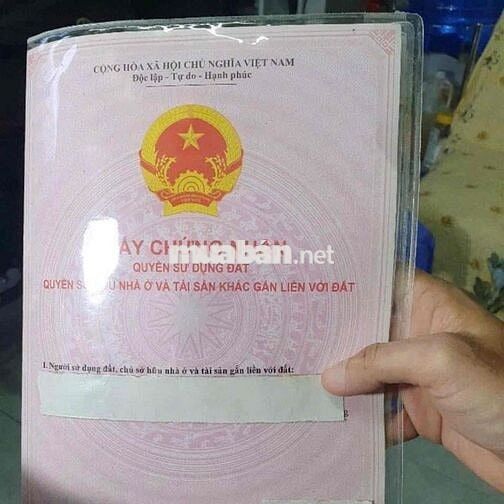 CỘNG HÒA XÃ HỘI CHỦ NGHĨA VIỆT NAM
Độc lập - Tự do - Hạnh phúc
CHỨNG
muaban.net
QUYỀN SỬ DỤNG ĐẤT
QUYỀN NHÀ Ở VÀ TÀI SẢN KHÁC GẮN LIỀN VỚI ĐẤT
I. Người sử dụng đất, chủ sở hữu nhà ở và tài sản gắn liền với đất: